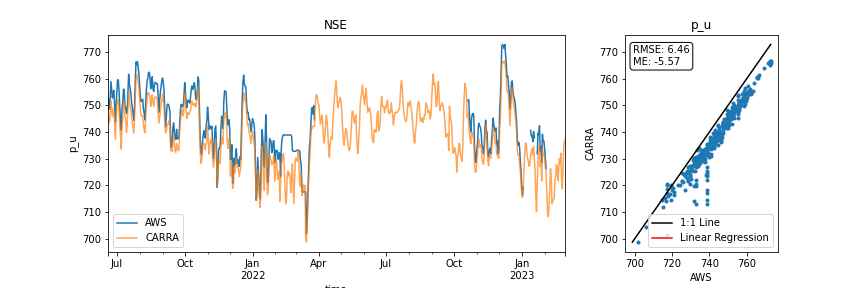 NSE
p_u
770
760
750
740
730
720
710
700
p_u
AWS
CARRA
Jul
Oct
Jan
2022
Apr
Jul
Oct
Jan
2023
time
770
760
750
740
730
720
710
700
CARRA
RMSE: 6.46
ME: -5.57
1:1 Line
Linear Regression
700
720
740
760
AWS